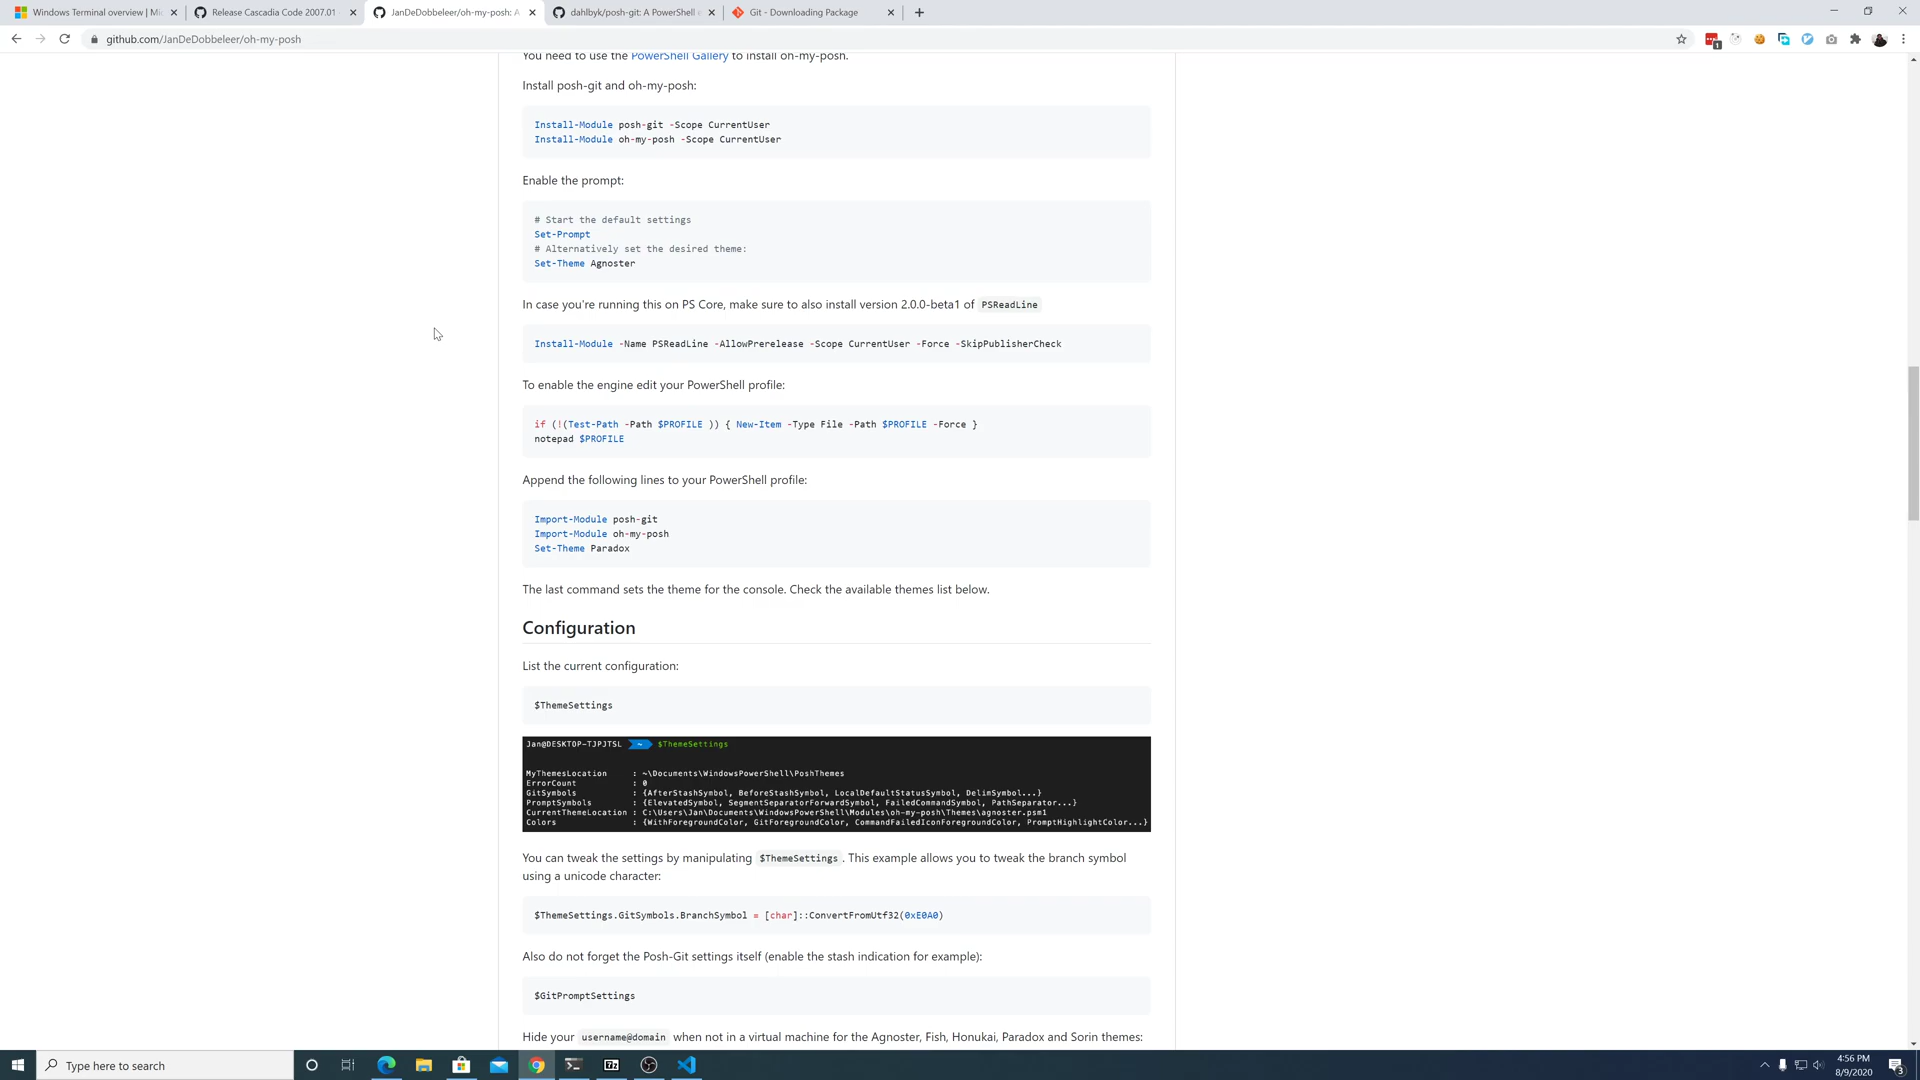 Windows Terminal overview | Mi
Release Cascadia Code 2007.01
JanDeDobbeleer/oh-my-posh: A
dahlbyk/posh-git: A PowerShell e
Git - Downloading Package
github.com/JanDeDobbeleer/oh-my-posh
1
You need to use the PowerShell Gallery to install oh-my-posh.
Install posh-git and oh-my-posh:
Install-Module posh-git -Scope CurrentUser
Install-Module oh-my-posh -Scope CurrentUser
Enable the prompt:
# Start the default settings
Set-Prompt
# Alternatively set the desired theme:
Set-Theme Agnoster
In case you're running this on PS Core, make sure to also install version 2.0.0-beta1 of PSReadLine
Install-Module -Name PSReadLine -AllowPrerelease -Scope CurrentUser -Force -SkipPublisherCheck
To enable the engine edit your PowerShell profile:
if (!(Test-Path -Path $PROFILE )) { New-Item -Type File -Path $PROFILE -Force }
notepad $PROFILE
Append the following lines to your PowerShell profile:
Import-Module posh-git
Import-Module oh-my-posh
Set-Theme Paradox
The last command sets the theme for the console. Check the available themes list below.
Configuration
List the current configuration:
$ThemeSettings
Jan@DESKTOP-TJPJTSL ~ $ThemeSettings
MyThemesLocation : ~\Documents\WindowsPowerShell\PoshThemes
ErrorCount : 0
GitSymbols : {AfterStashSymbol, BeforeStashSymbol, LocalDefaultStatusSymbol, DelimSymbol...}
PromptSymbols : {ElevatedSymbol, SegmentSeparatorForwardSymbol, FailedCommandSymbol, PathSeparator...}
CurrentThemeLocation : C:\Users\Jan\Documents\WindowsPowerShell\Modules\oh-my-posh\Themes\agnoster.psm1
Colors : {WithForegroundColor, GitForegroundColor, CommandFailedIconForegroundColor, PromptHighlightColor...}
You can tweak the settings by manipulating $ThemeSettings . This example allows you to tweak the branch symbol
using a unicode character:
$ThemeSettings.GitSymbols.BranchSymbol = [char]::ConvertFromUtf32(0xE0A0)
Also do not forget the Posh-Git settings itself (enable the stash indication for example):
$GitPromptSettings
Hide your username@domain when not in a virtual machine for the Agnoster, Fish, Honukai, Paradox and Sorin themes:
Type here to search
4:56 PM
8/9/2020
3